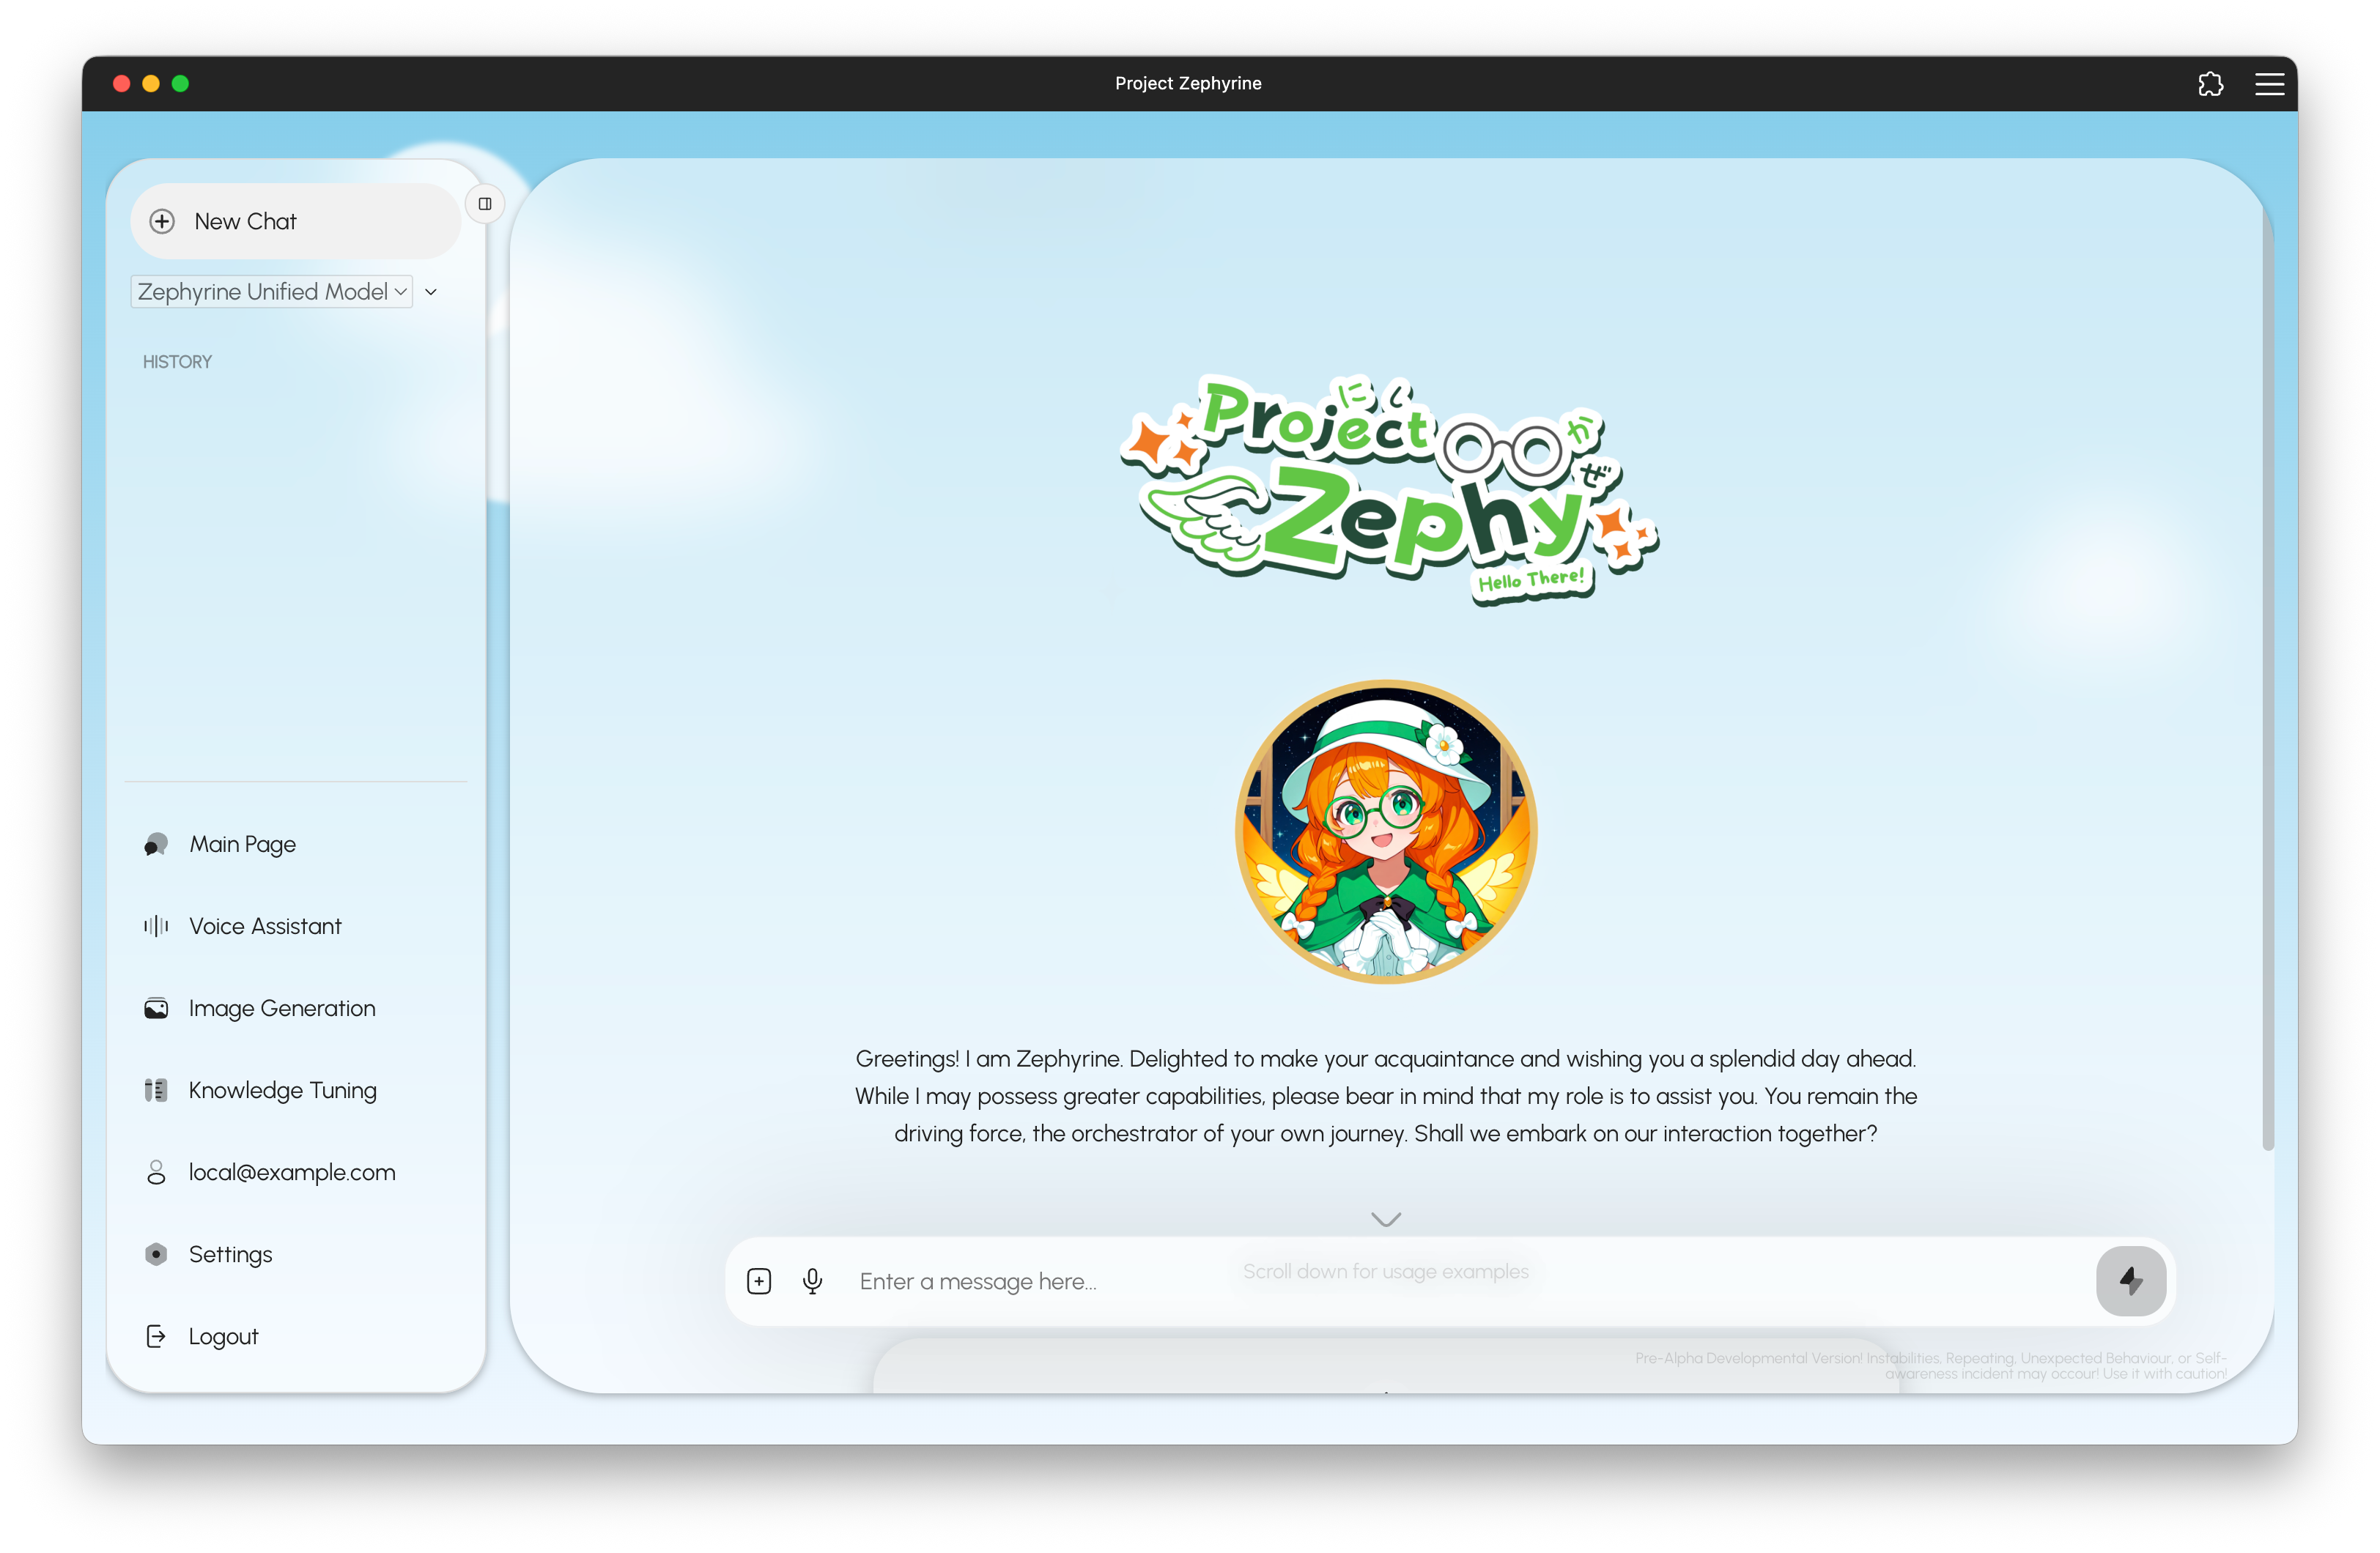 Project Zephyrine
New Chat
Zephyrine Unified Model
HISTORY
Main Page
Voice Assistant
Image Generation
Knowledge Tuning
local@example.com
Settings
Logout
にし
Project
かぜ
Zephy
Hello There!
Greetings! I am Zephyrine. Delighted to make your acquaintance and wishing you a splendid day ahead.
While I may possess greater capabilities, please bear in mind that my role is to assist you. You remain the
driving force, the orchestrator of your own journey. Shall we embark on our interaction together?
Scroll down for usage examples
Enter a message here...
Pre-Alpha Developmental Version! Instabilities, Repeating, Unexpected Behaviour, or Self-
awareness incident may occour! Use it with caution!